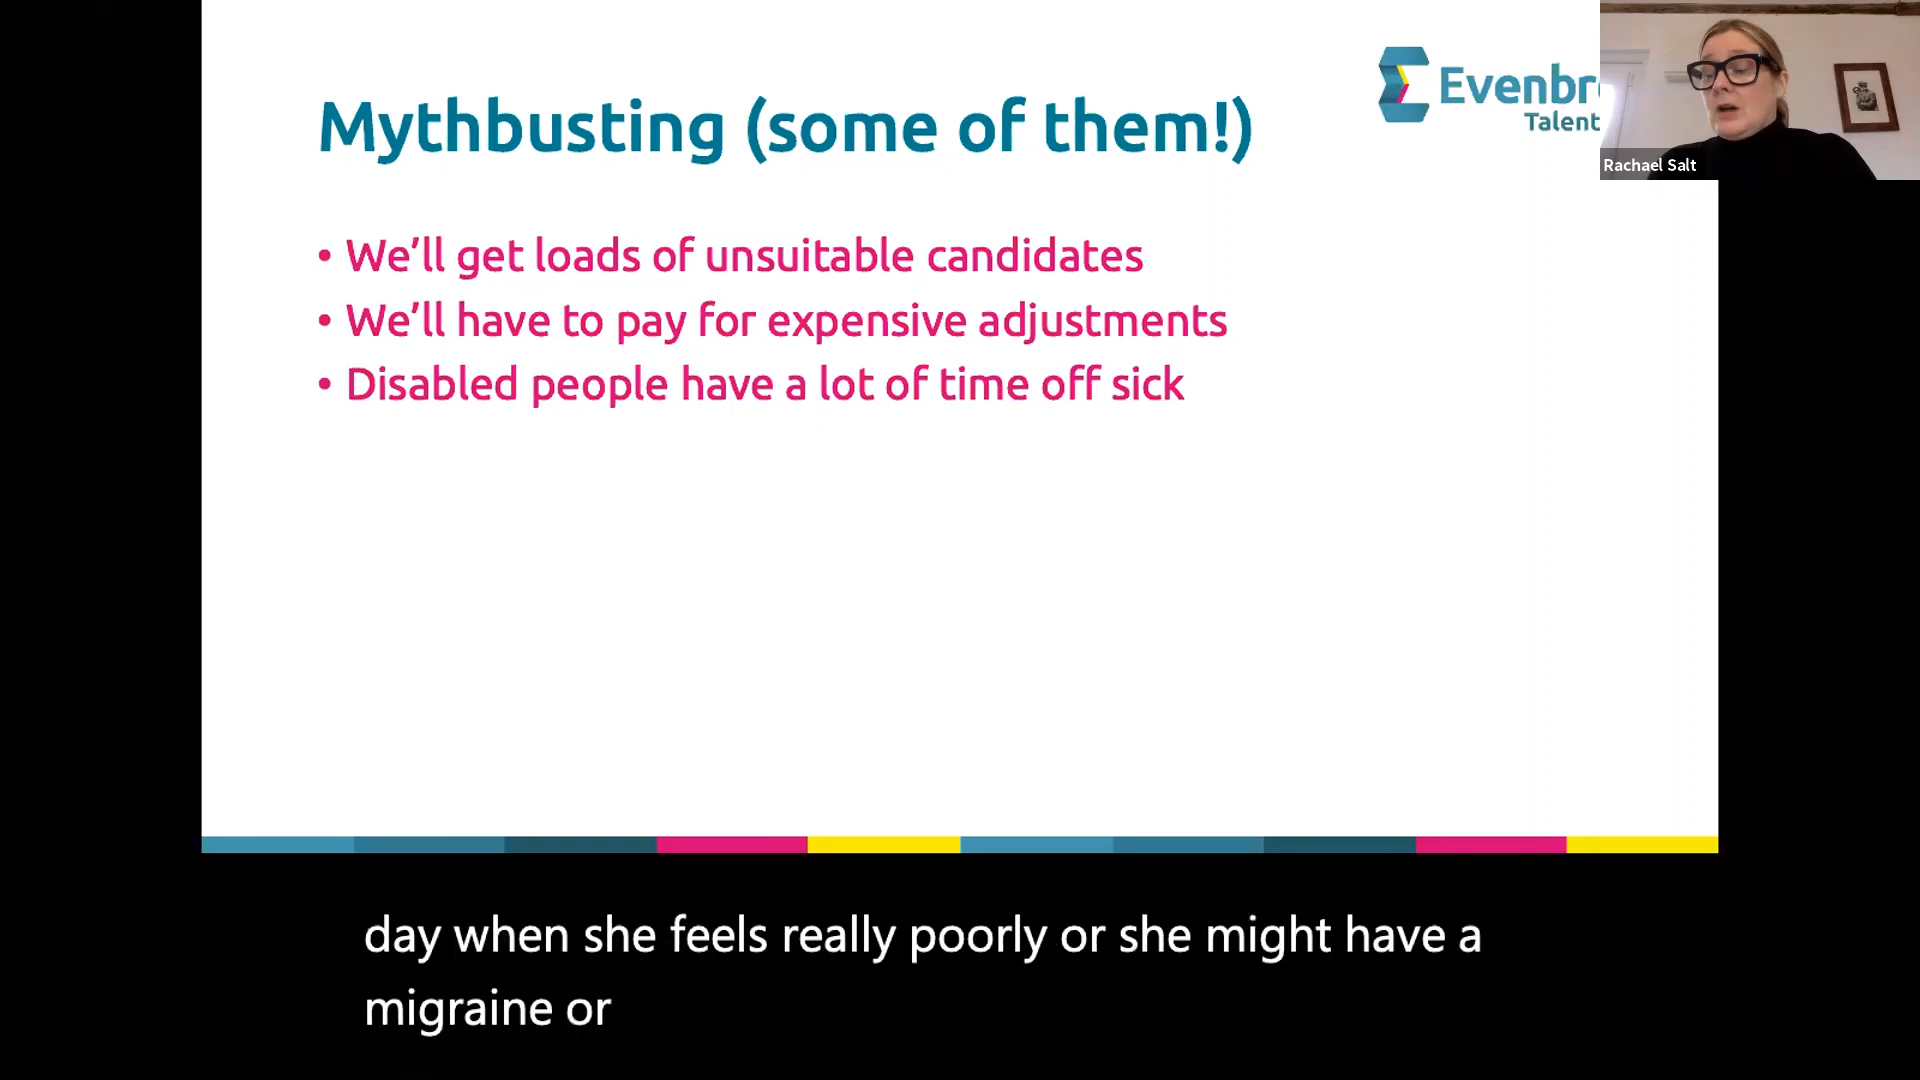 Mythbusting (some of them!)
Evenbr
Talent
Rachael Salt
• We'll get loads of unsuitable candidates
• We'll have to pay for expensive adjustments
• Disabled people have a lot of time off sick
day when she feels really poorly or she might have a
migraine or